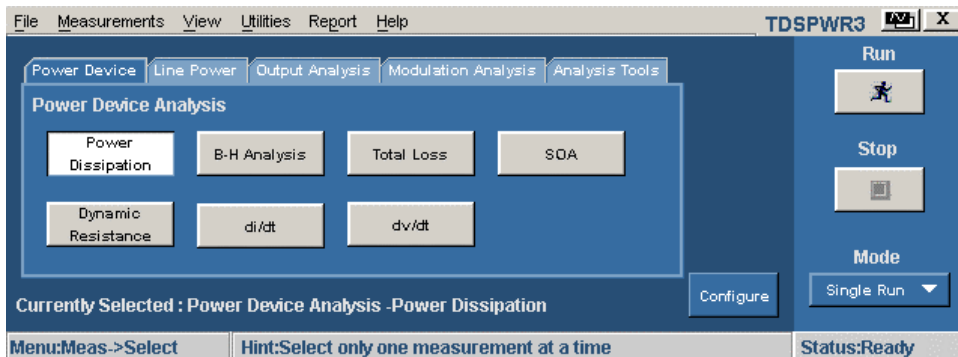 File Measurements View Utilities Report Help TDSPWR3 X
Power Device Line Power Output Analysis Modulation Analysis Analysis Tools
Power Device Analysis
Power Dissipation
B-H Analysis
Total Loss
SOA
Dynamic Resistance
di/dt
dv/dt
Currently Selected : Power Device Analysis -Power Dissipation
Configure
Run
Stop
Mode
Single Run
Menu:Meas->Select Hint:Select only one measurement at a time Status:Ready